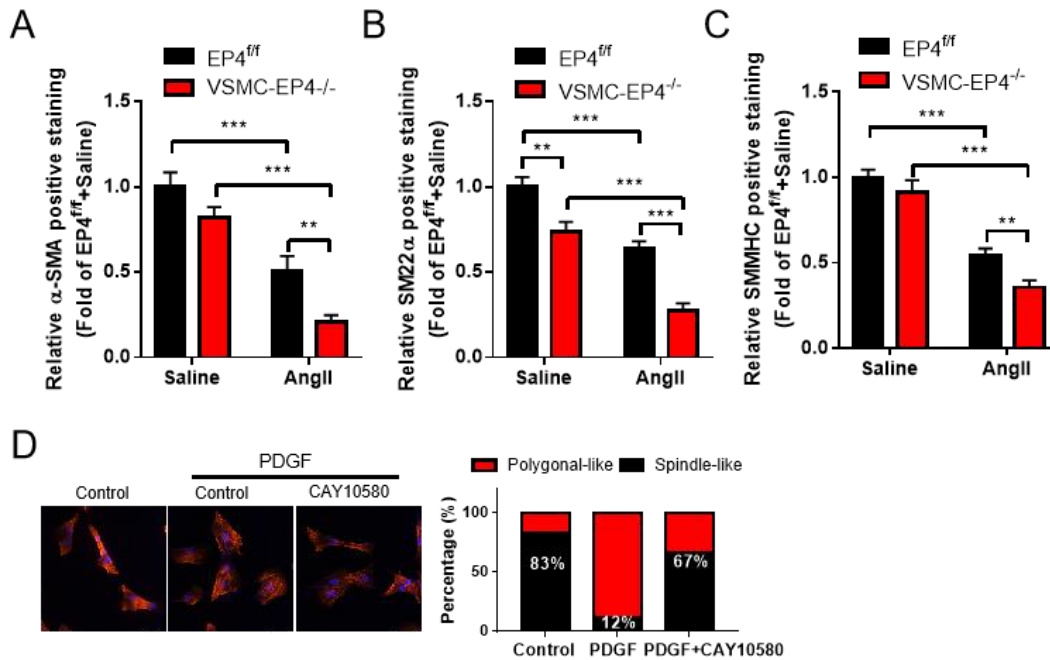 A
EP4f/f
VSMC-EP4-/-
Relative α-SMA positive staining
(Fold of EP4f/f+Saline)
1.5
1.0
0.5
0.0
***
***
**
Saline
AngII
B
EP4f/f
VSMC-EP4-/-
Relative SM22α positive staining
(Fold of EP4f/f+Saline)
1.5
1.0
0.5
0.0
***
**
***
***
Saline
AngII
C
EP4f/f
VSMC-EP4-/-
Relative SMMHC positive staining
(Fold of EP4f/f+Saline)
1.5
1.0
0.5
0.0
***
***
**
Saline
AngII
D
PDGF
Control
Control
CAY10580
Polygonal-like
Spindle-like
Percentage (%)
100
50
0
83%
12%
67%
Control
PDGF
PDGF+CAY10580